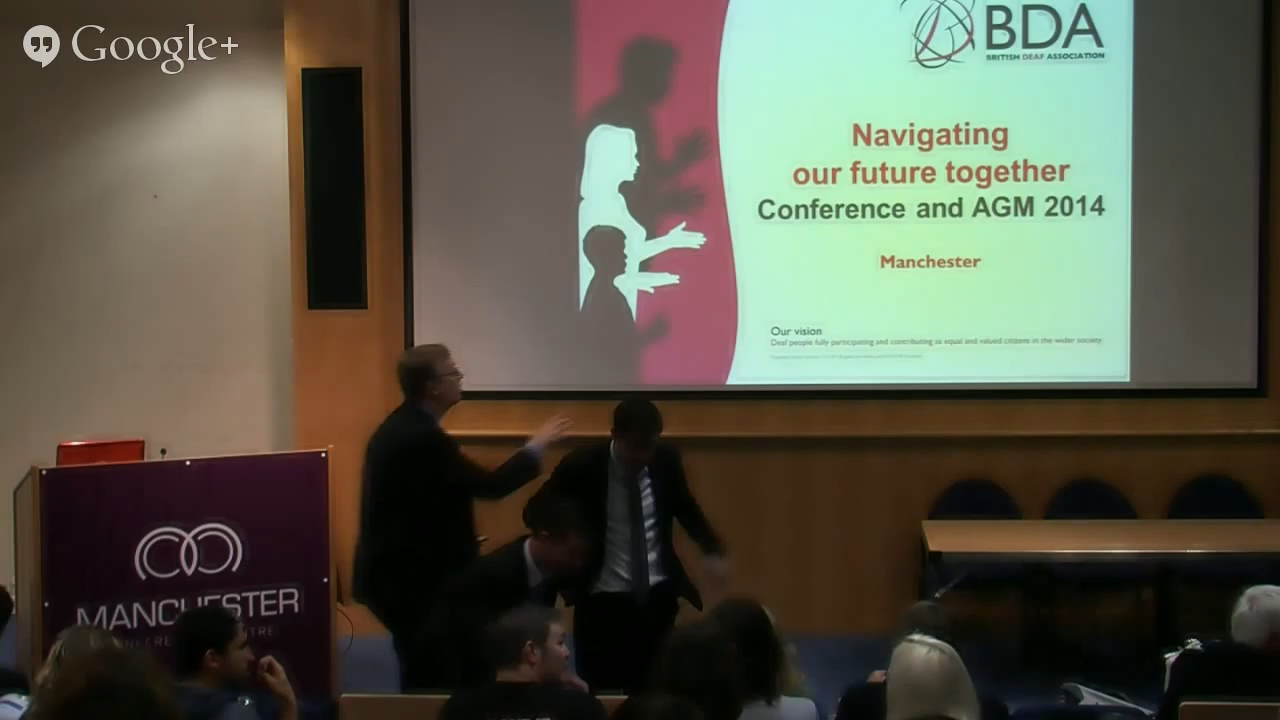 Google+
BDA
BRITISH DEAF ASSOCIATION
Navigating
our future together
Conference and AGM 2014
Manchester
Our vision
Deaf people fully participating and contributing as equal and valued citizens in the wider society
MANCHESTER